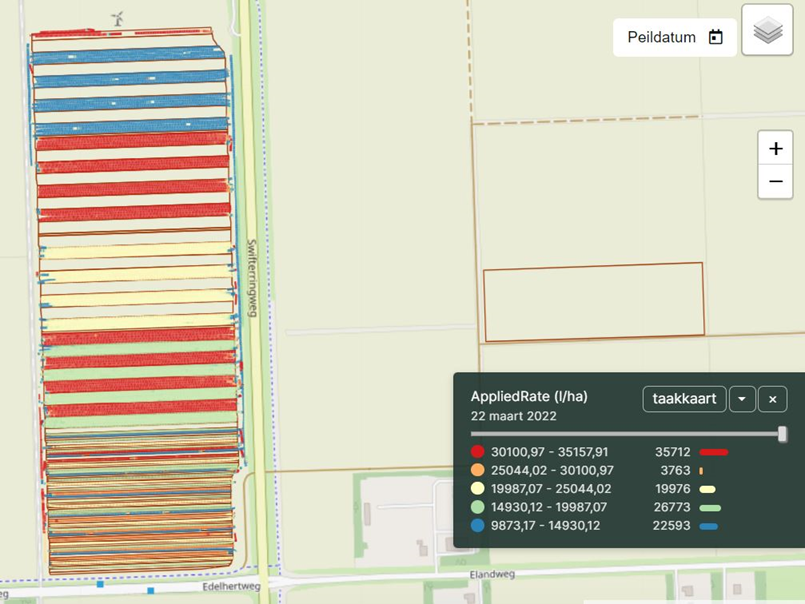 Peildatum
+
−
Swifterringweg
AppliedRate (l/ha)
taakkaart
22 maart 2022
30100,97 - 35157,91 35712
25044,02 - 30100,97 3763
19987,07 - 25044,02 19976
14930,12 - 19987,07 26773
9873,17 - 14930,12 22593
Elandweg
Edelhertweg
eg